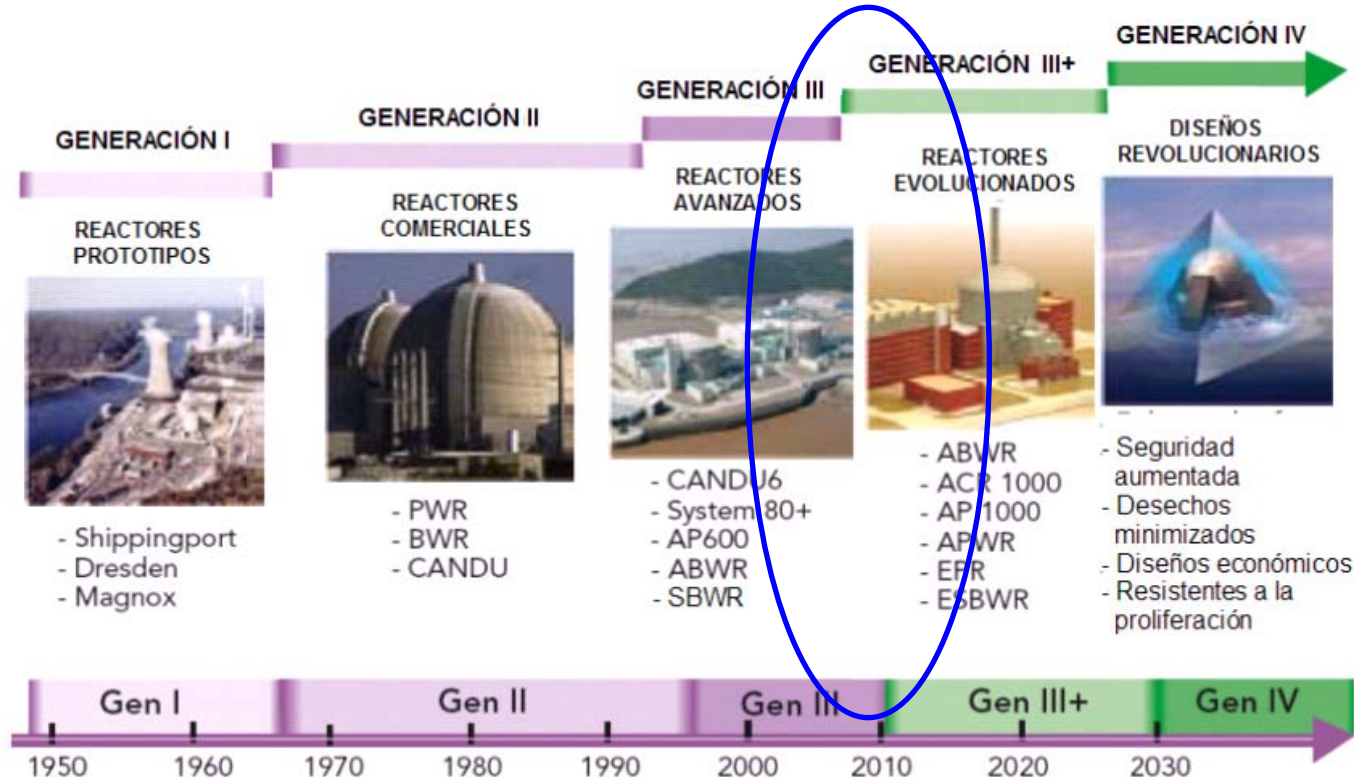 GENERACIÓN I
REACTORES
PROTOTIPOS
- Shippingport
- Dresden
- Magnox
GENERACIÓN II
REACTORES
COMERCIALES
- PWR
- BWR
- CANDU
GENERACIÓN III
REACTORES
AVANZADOS
- CANDU6
- System 80+
- AP600
- ABWR
- SBWR
GENERACIÓN III+
REACTORES
EVOLUCIONADOS
- ABWR
- ACR 1000
- AP 1000
- APWR
- EPR
- ESBWR
GENERACIÓN IV
DISEÑOS
REVOLUCIONARIOS
- Seguridad
aumentada
- Desechos
minimizados
- Diseños económicos
- Resistentes a la
proliferación
Gen I
Gen II
Gen III
Gen III+
Gen IV
1950
1960
1970
1980
1990
2000
2010
2020
2030